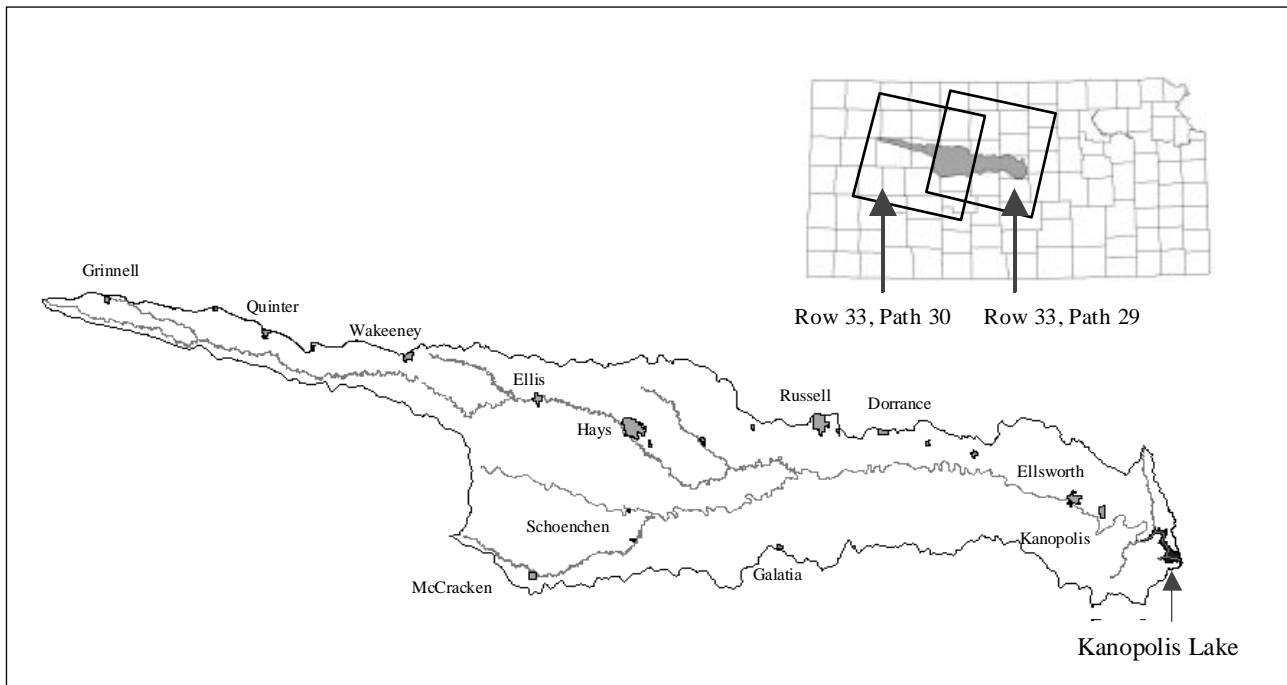 Row 33, Path 30
Row 33, Path 29
Grinnell
Quinter
Wakeeney
Ellis
Hays
Russell
Dorrance
Ellsworth
Schoenchen
Kanopolis
McCracken
Galatia
Kanopolis Lake